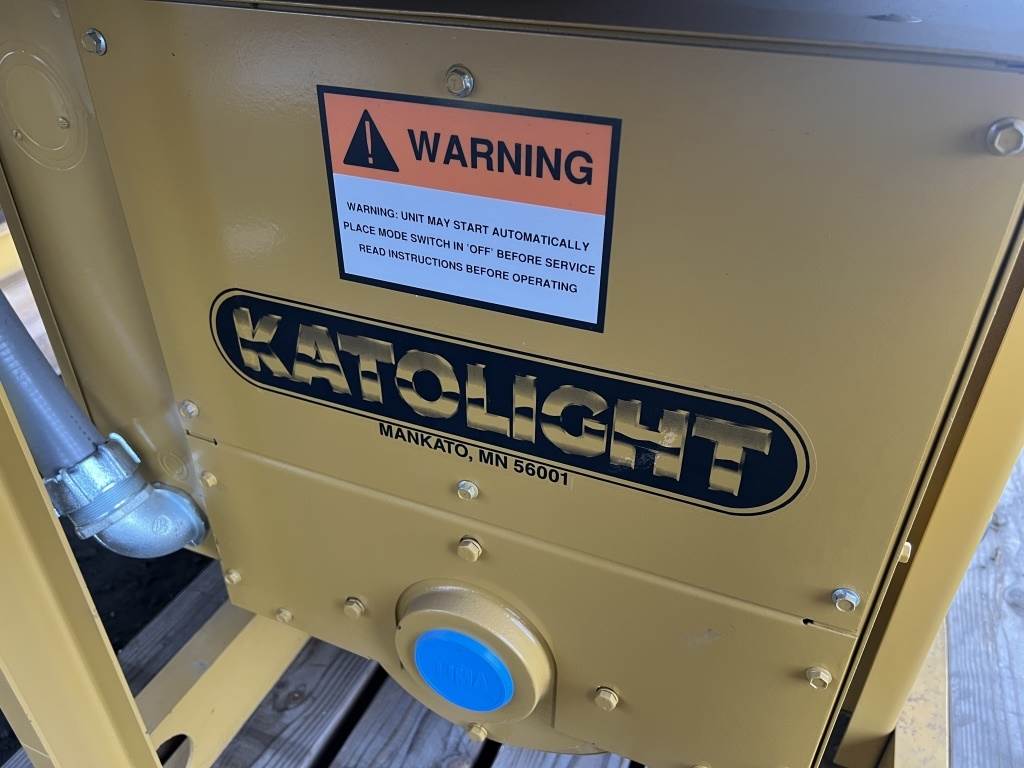 WARNING
WARNING: UNIT MAY START AUTOMATICALLY
PLACE MODE SWITCH IN 'OFF' BEFORE SERVICE
READ INSTRUCTIONS BEFORE OPERATING
KATOLIGHT
MANKATO, MN 56001